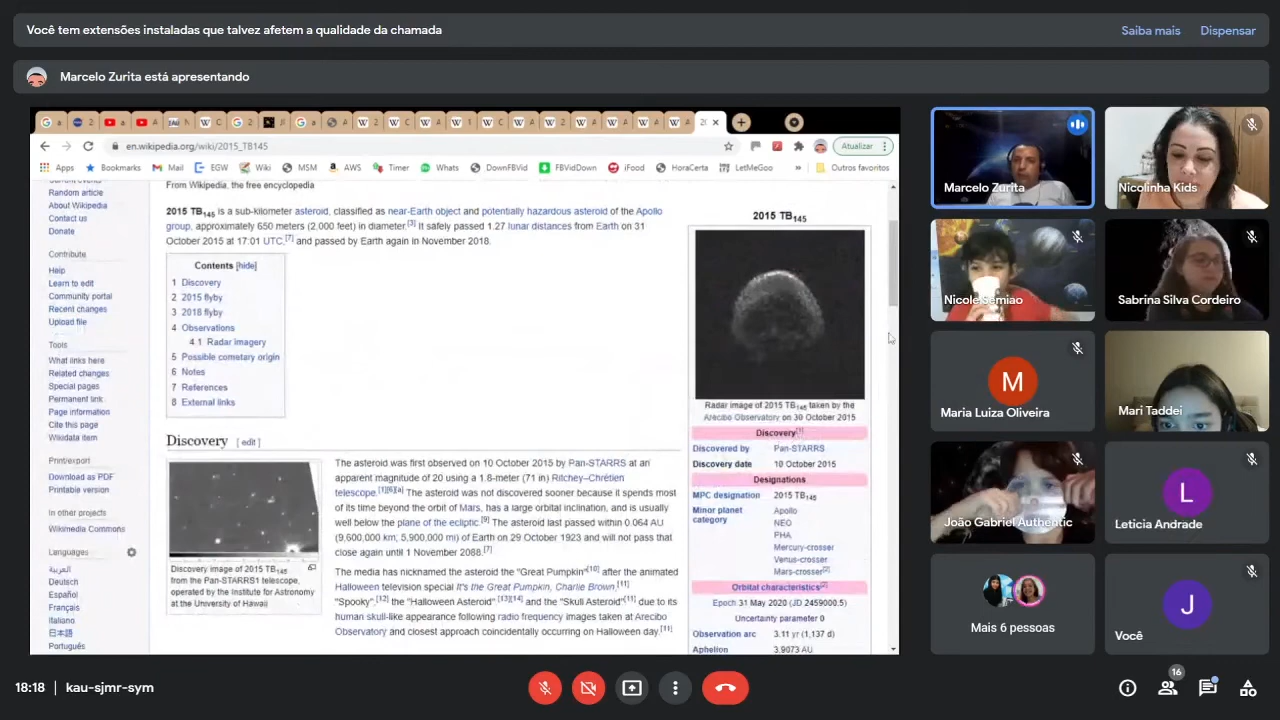 Você tem extensões instaladas que talvez afetem a qualidade da chamada
Saiba mais
Dispensar
Marcelo Zurita está apresentando
en.wikipedia.org/wiki/2015_TB145
Atualizar
Apps
Bookmarks
Mail
EGW
Wiki
MSM
AWS
Timer
Whats
DownFBVid
FBVidDown
iFood
HoraCerta
LetMeGoo
»
Outros favoritos
Random article
About Wikipedia
Contact us
Donate
Contribute
Help
Learn to edit
Community portal
Recent changes
Upload file
Tools
What links here
Related changes
Special pages
Permanent link
Page information
Cite this page
Wikidata item
Print/export
Download as PDF
Printable version
In other projects
Wikimedia Commons
Languages
العربية
Deutsch
Español
Français
Italiano
日本語
Português
From Wikipedia, the free encyclopedia
2015 TB145 is a sub-kilometer asteroid, classified as near-Earth object and potentially hazardous asteroid of the Apollo
group, approximately 650 meters (2,000 feet) in diameter.[3] It safely passed 1.27 lunar distances from Earth on 31
October 2015 at 17:01 UTC,[7] and passed by Earth again in November 2018.
Contents [hide]
1 Discovery
2 2015 flyby
3 2018 flyby
4 Observations
4.1 Radar imagery
5 Possible cometary origin
6 Notes
7 References
8 External links
Discovery [ edit ]
Discovery image of 2015 TB145
from the Pan-STARRS1 telescope,
operated by the Institute for Astronomy
at the University of Hawaii
The asteroid was first observed on 10 October 2015 by Pan-STARRS at an
apparent magnitude of 20 using a 1.8-meter (71 in) Ritchey–Chrétien
telescope.[1][6][a] The asteroid was not discovered sooner because it spends most
of its time beyond the orbit of Mars, has a large orbital inclination, and is usually
well below the plane of the ecliptic.[9] The asteroid last passed within 0.064 AU
(9,600,000 km; 5,900,000 mi) of Earth on 29 October 1923 and will not pass that
close again until 1 November 2088.[7]
The media has nicknamed the asteroid the "Great Pumpkin"[10] after the animated
Halloween television special It's the Great Pumpkin, Charlie Brown,[11]
"Spooky",[12] the "Halloween Asteroid",[13][14] and the "Skull Asteroid"[11] due to its
human skull-like appearance following radio frequency images taken at Arecibo
Observatory and closest approach coincidentally occurring on Halloween day.[11]
2015 TB145
Radar image of 2015 TB145 taken by the
Arecibo Observatory on 30 October 2015
Discovery[1]
Discovered by Pan-STARRS
Discovery date 10 October 2015
Designations
MPC designation 2015 TB145
Minor planet Apollo
category NEO
PHA
Mercury-crosser
Venus-crosser
Mars-crosser[2]
Orbital characteristics[2]
Epoch 31 May 2020 (JD 2459000.5)
Uncertainty parameter 0
Observation arc 3.11 yr (1,137 d)
Aphelion 3.9073 AU
Marcelo Zurita
Nicolinha Kids
Nicole Semiao
Sabrina Silva Cordeiro
M
Maria Luiza Oliveira
Mari Taddei
João Gabriel Authentic
L
Leticia Andrade
Mais 6 pessoas
J
Você
18:18 | kau-sjmr-sym
16